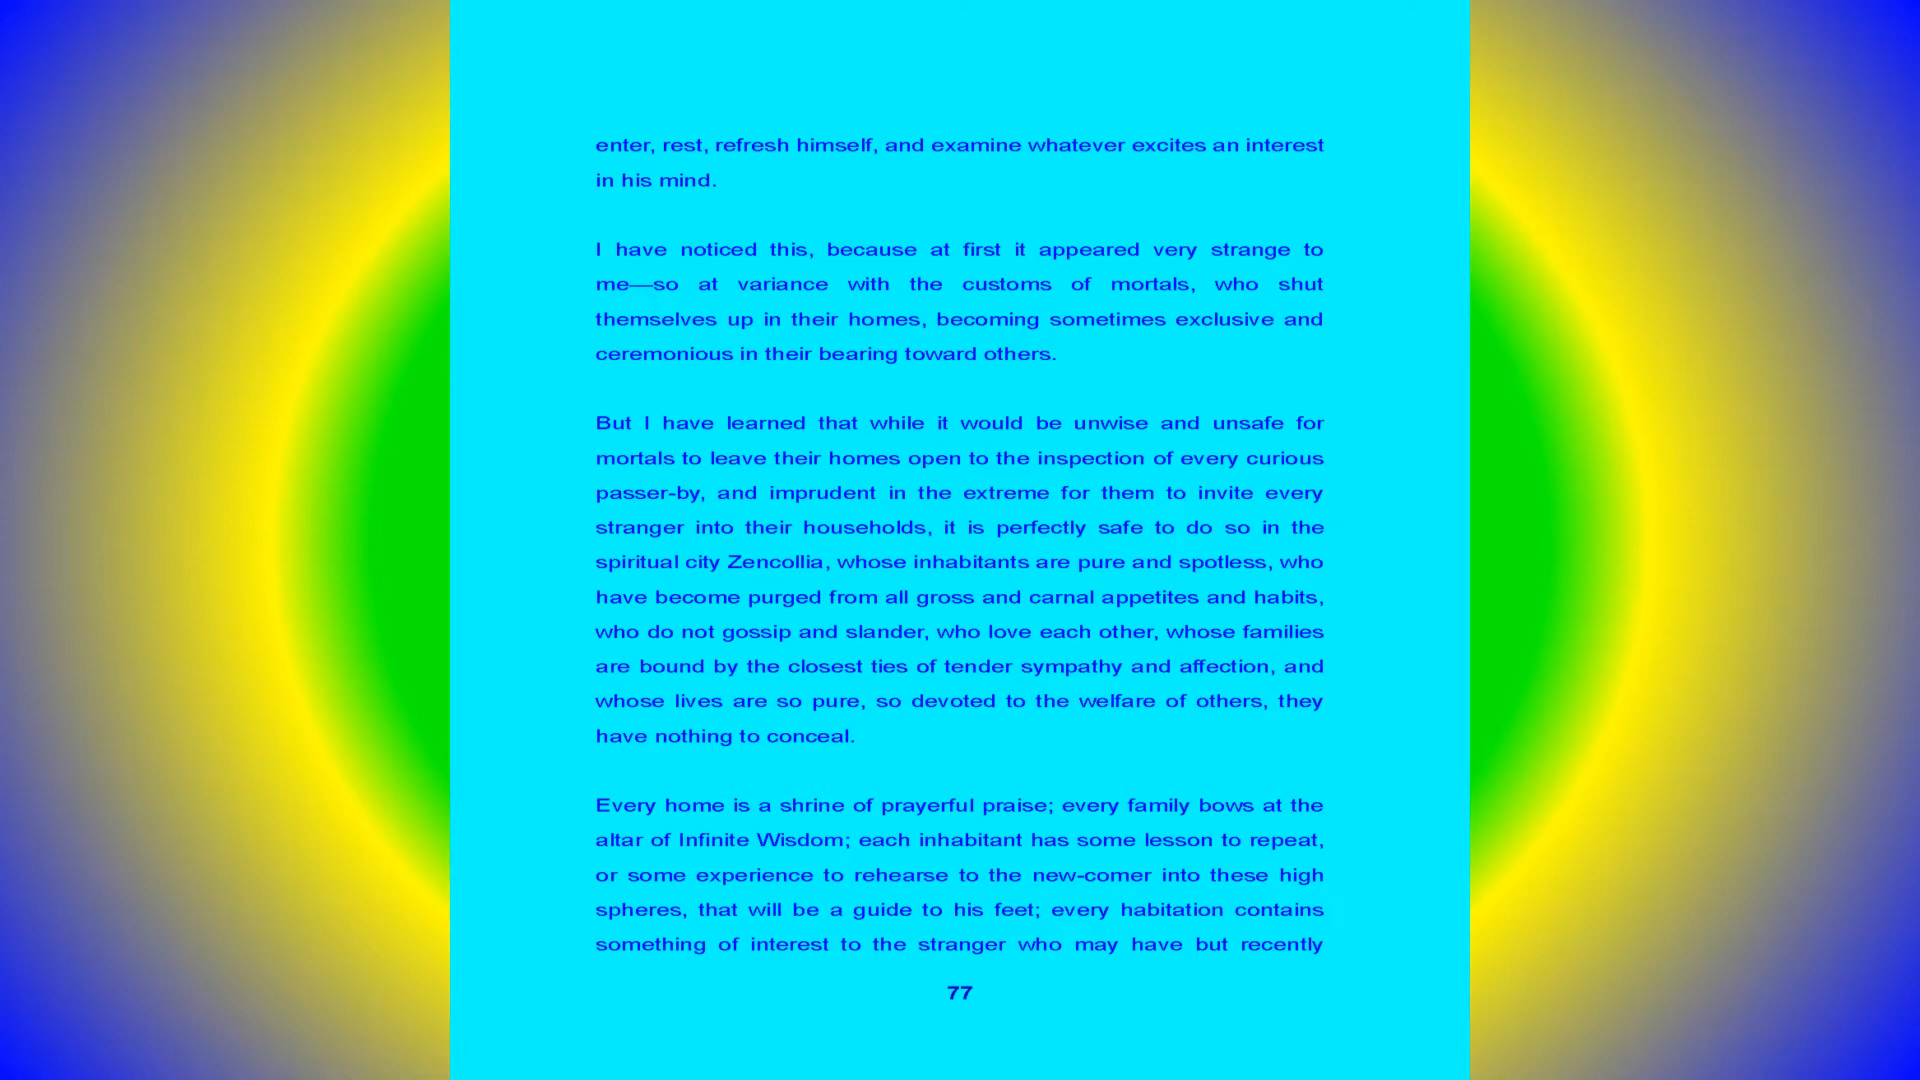 enter, rest, refresh himself, and examine whatever excites an interest
in his mind.
I have noticed this, because at first it appeared very strange to
me—so at variance with the customs of mortals, who shut
themselves up in their homes, becoming sometimes exclusive and
ceremonious in their bearing toward others.
But I have learned that while it would be unwise and unsafe for
mortals to leave their homes open to the inspection of every curious
passer-by, and imprudent in the extreme for them to invite every
stranger into their households, it is perfectly safe to do so in the
spiritual city Zencollia, whose inhabitants are pure and spotless, who
have become purged from all gross and carnal appetites and habits,
who do not gossip and slander, who love each other, whose families
are bound by the closest ties of tender sympathy and affection, and
whose lives are so pure, so devoted to the welfare of others, they
have nothing to conceal.
Every home is a shrine of prayerful praise; every family bows at the
altar of Infinite Wisdom; each inhabitant has some lesson to repeat,
or some experience to rehearse to the new-comer into these high
spheres, that will be a guide to his feet; every habitation contains
something of interest to the stranger who may have but recently
77